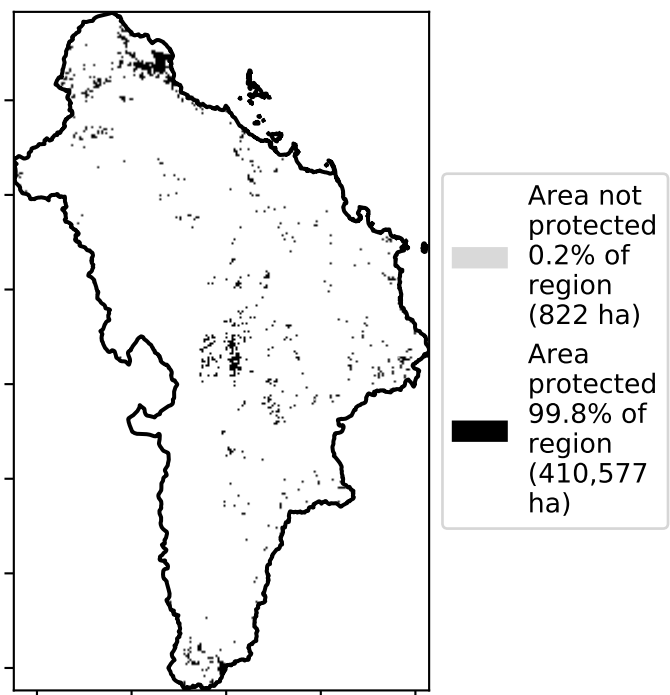 Area not
protected
0.2% of
region
(822 ha)
Area
protected
99.8% of
region
(410,577
ha)